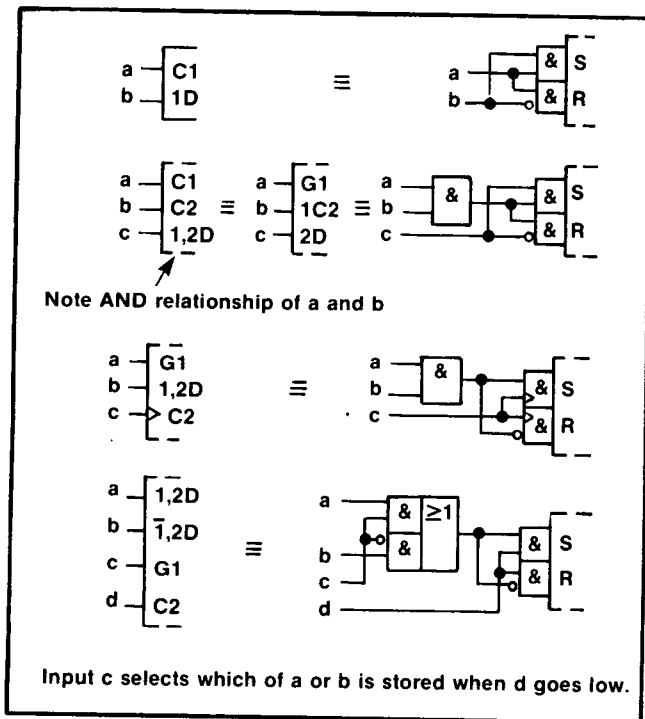 a C1 ≡ a & S
b 1D b & R
a C1 ≡ a G1 ≡ a & & S
b C2 b 1C2 b
c 1,2D c 2D c & R
Note AND relationship of a and b
a G1 ≡ a & & S
b 1,2D b
c C2 c & R
a 1,2D ≡ a & ≥1
b 1̅,2D b & & S
c G1 c & R
d C2 d
Input c selects which of a or b is stored when d goes low.